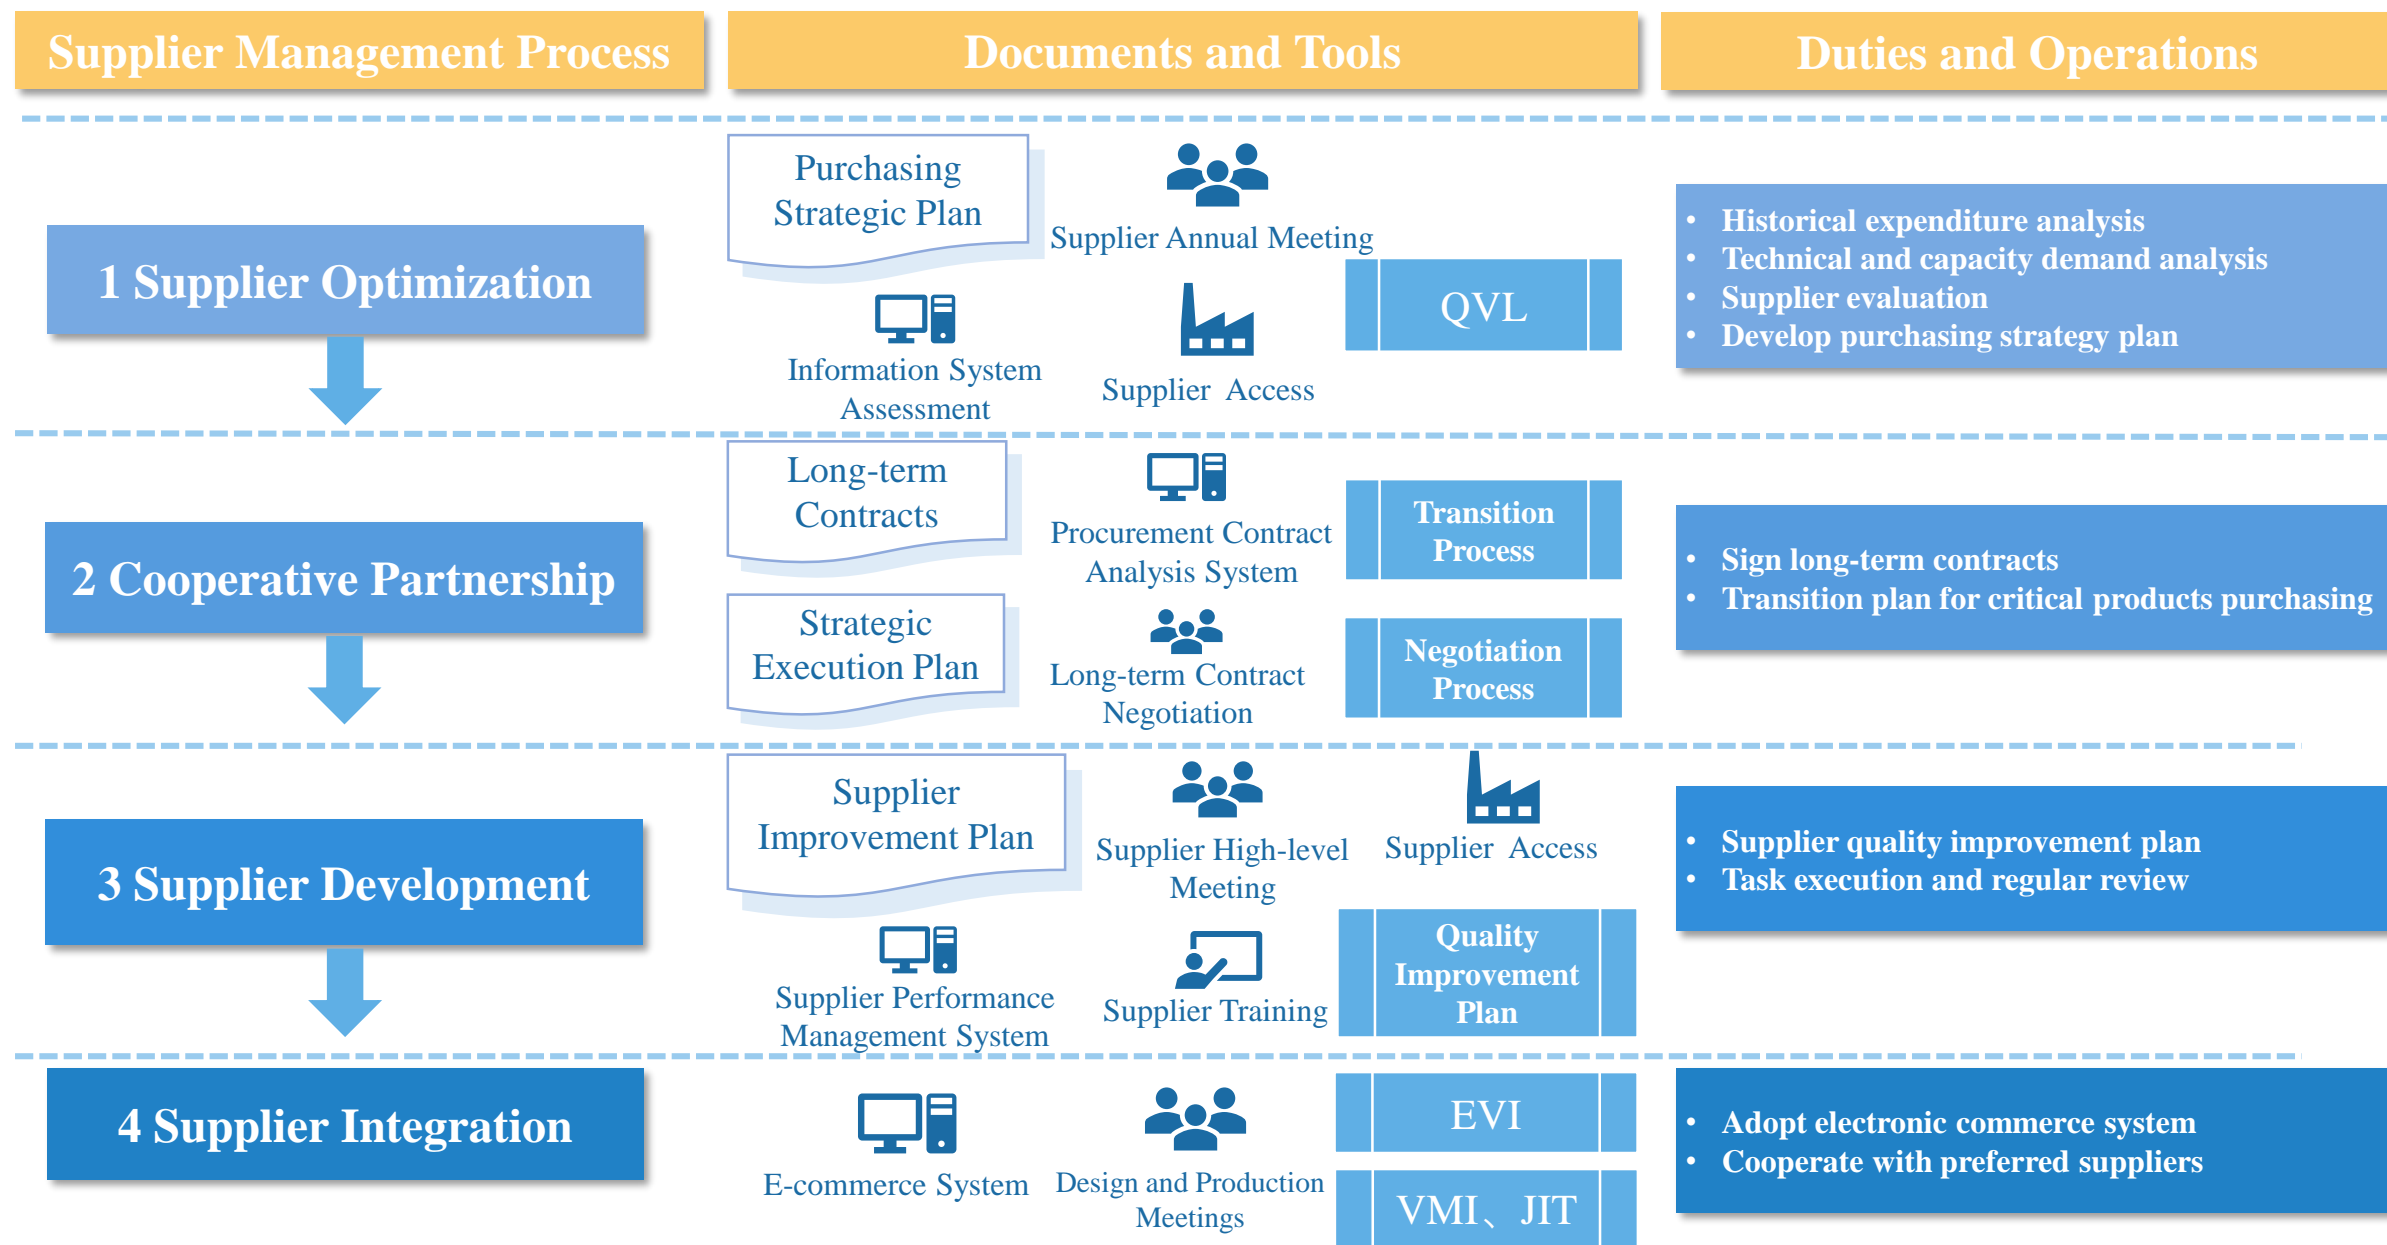 Supplier Management Process
Documents and Tools
Duties and Operations
1 Supplier Optimization
Purchasing
Strategic Plan
Supplier Annual Meeting
Information System
Assessment
Supplier Access
QVL
• Historical expenditure analysis
• Technical and capacity demand analysis
• Supplier evaluation
• Develop purchasing strategy plan
2 Cooperative Partnership
Long-term
Contracts
Procurement Contract
Analysis System
Transition
Process
Strategic
Execution Plan
Long-term Contract
Negotiation
Negotiation
Process
• Sign long-term contracts
• Transition plan for critical products purchasing
3 Supplier Development
Supplier
Improvement Plan
Supplier High-level
Meeting
Supplier Access
Supplier Performance
Management System
Supplier Training
Quality
Improvement
Plan
• Supplier quality improvement plan
• Task execution and regular review
4 Supplier Integration
E-commerce System
Design and Production
Meetings
EVI
VMI、JIT
• Adopt electronic commerce system
• Cooperate with preferred suppliers